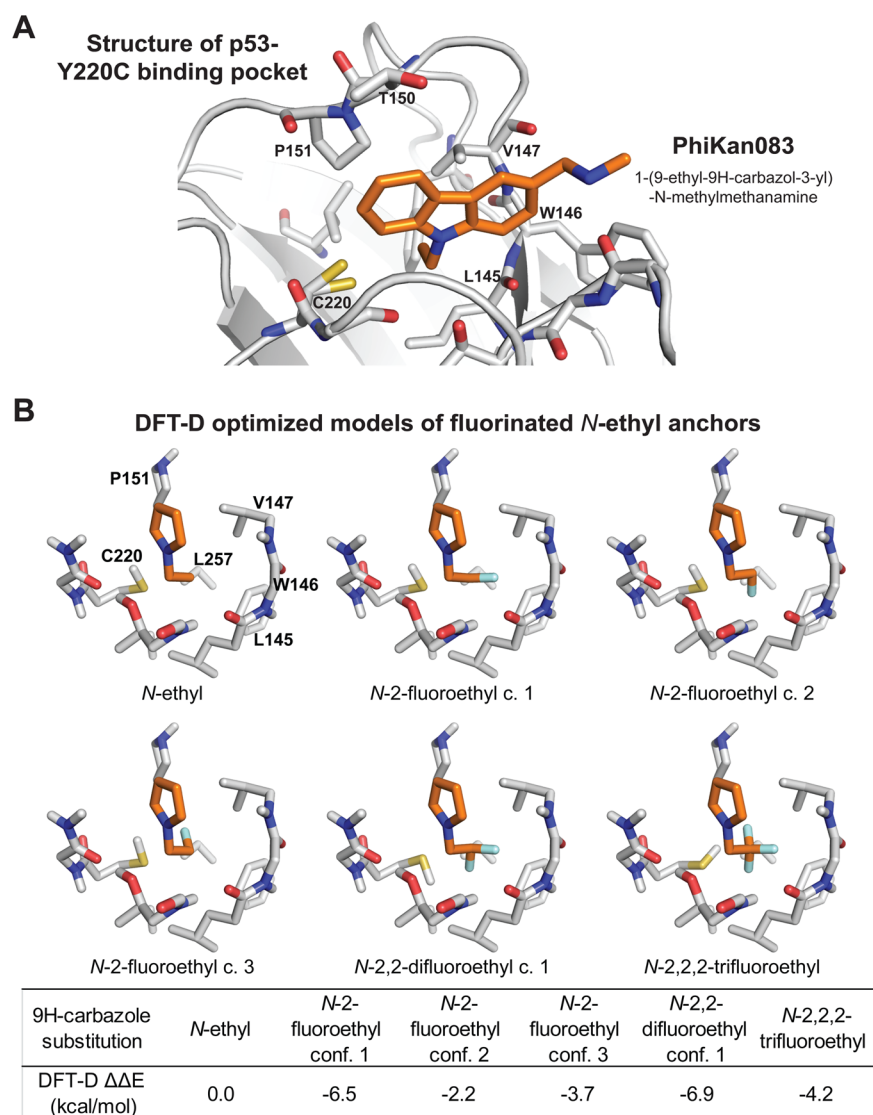 A
Structure of p53-
Y220C binding pocket
T150
P151
V147
PhiKan083
1-(9-ethyl-9H-carbazol-3-yl)
-N-methylmethanamine
W146
L145
C220
B
DFT-D optimized models of fluorinated N-ethyl anchors
P151
V147
C220
L257
W146
L145
N-ethyl
N-2-fluoroethyl c. 1
N-2-fluoroethyl c. 2
N-2-fluoroethyl c. 3
N-2,2-difluoroethyl c. 1
N-2,2,2-trifluoroethyl
9H-carbazole
substitution
N-ethyl
N-2-
fluoroethyl
conf. 1
N-2-
fluoroethyl
conf. 2
N-2-
fluoroethyl
conf. 3
N-2,2-
difluoroethyl
conf. 1
N-2,2,2-
trifluoroethyl
DFT-D ΔΔE
(kcal/mol)
0.0
-6.5
-2.2
-3.7
-6.9
-4.2